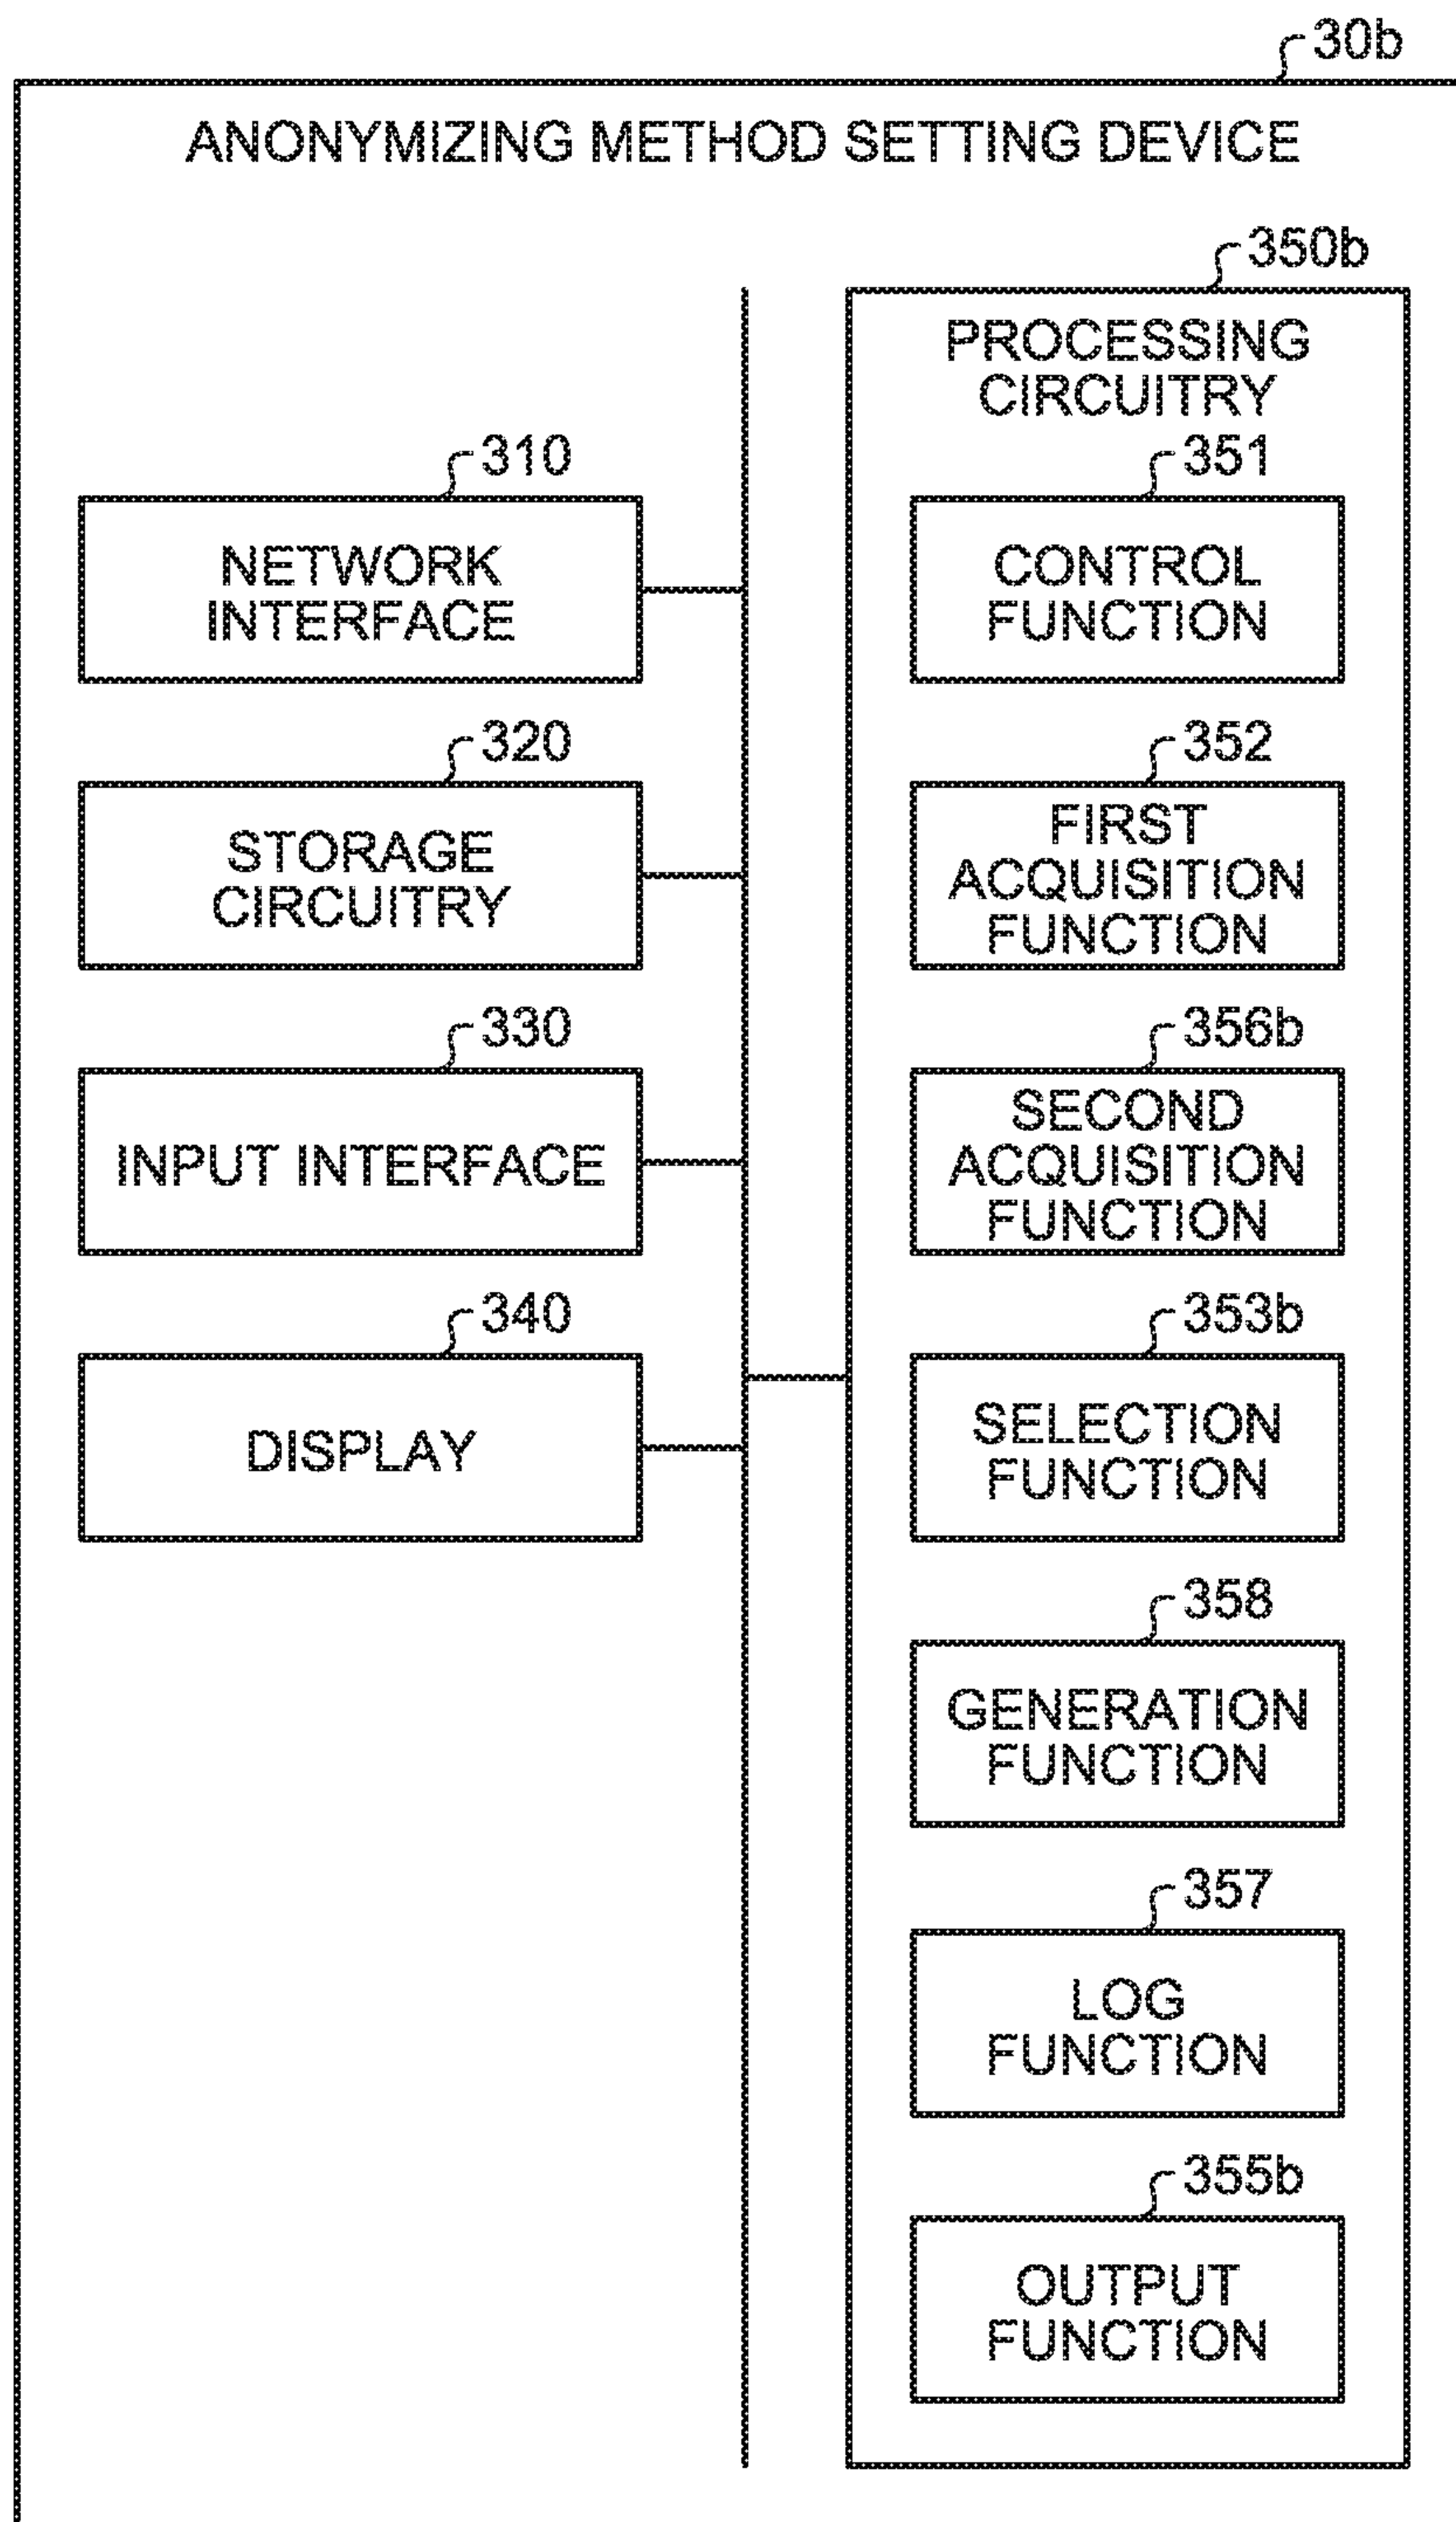 30b
ANONYMIZING METHOD SETTING DEVICE
350b
PROCESSING
CIRCUITRY
310
NETWORK
INTERFACE
320
STORAGE
CIRCUITRY
330
INPUT INTERFACE
340
DISPLAY
351
CONTROL
FUNCTION
352
FIRST
ACQUISITION
FUNCTION
356b
SECOND
ACQUISITION
FUNCTION
353b
SELECTION
FUNCTION
358
GENERATION
FUNCTION
357
LOG
FUNCTION
355b
OUTPUT
FUNCTION